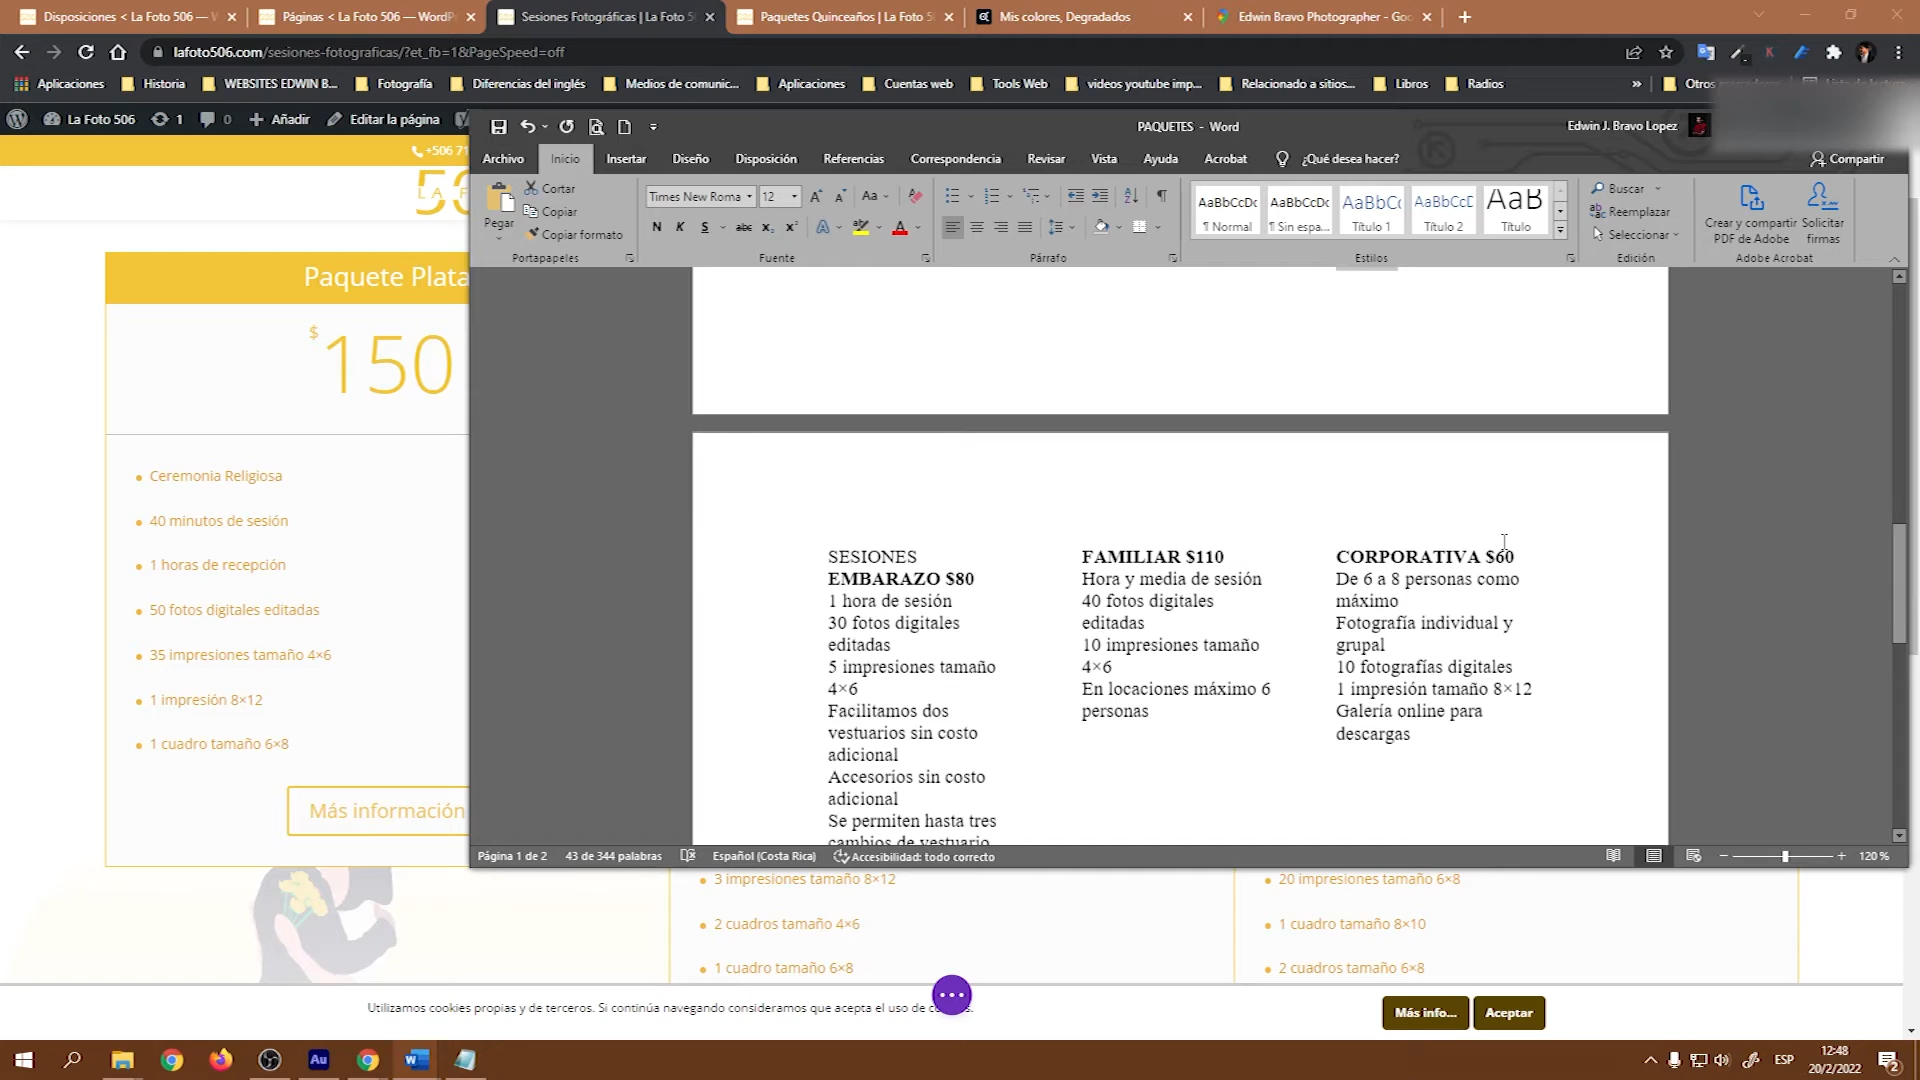 Disposiciones < La Foto 506 — W
Páginas < La Foto 506 — WordPr
Sesiones Fotográficas | La Foto 5
Paquetes Quinceaños | La Foto 5
Mis colores, Degradados
Edwin Bravo Photographer - Goo
lafoto506.com/sesiones-fotograficas/?et_fb=1&PageSpeed=off
Aplicaciones
Historia
WEBSITES EDWIN B...
Fotografía
Diferencias del inglés
Medios de comunic...
Aplicaciones
Cuentas web
Tools Web
videos youtube imp...
Relacionado a sitios...
Libros
Radios
»
La Foto 506
1
0
Añadir
Editar la página
+506 71
Paquete Plata
$
150
Ceremonia Religiosa
40 minutos de sesión
1 horas de recepción
50 fotos digitales editadas
35 impresiones tamaño 4×6
1 impresión 8×12
1 cuadro tamaño 6×8
Más información
PAQUETES - Word
Edwin J. Bravo Lopez
Archivo
Inicio
Insertar
Diseño
Disposición
Referencias
Correspondencia
Revisar
Vista
Ayuda
Acrobat
¿Qué desea hacer?
Compartir
Pegar
Cortar
Copiar
Copiar formato
Portapapeles
Times New Roma
12
Aa
N K S abc x₂ x²
Fuente
Párrafo
AaBbCcDc
¶ Normal
AaBbCcDc
¶ Sin espa...
AaBbCc
Título 1
AaBbCcD
Título 2
AaB
Título
Estilos
Buscar
Reemplazar
Seleccionar
Edición
Crear y compartir
PDF de Adobe
Solicitar
firmas
Adobe Acrobat
SESIONES
EMBARAZO $80
1 hora de sesión
30 fotos digitales
editadas
5 impresiones tamaño
4×6
Facilitamos dos
vestuarios sin costo
adicional
Accesorios sin costo
adicional
Se permiten hasta tres
cambios de vestuario
FAMILIAR $110
Hora y media de sesión
40 fotos digitales
editadas
10 impresiones tamaño
4×6
En locaciones máximo 6
personas
CORPORATIVA $60
De 6 a 8 personas como
máximo
Fotografía individual y
grupal
10 fotografías digitales
1 impresión tamaño 8×12
Galería online para
descargas
Página 1 de 2
43 de 344 palabras
Español (Costa Rica)
Accesibilidad: todo correcto
120 %
3 impresiones tamaño 8×12
2 cuadros tamaño 4×6
1 cuadro tamaño 6×8
20 impresiones tamaño 6×8
1 cuadro tamaño 8×10
2 cuadros tamaño 6×8
Utilizamos cookies propias y de terceros. Si continúa navegando consideramos que acepta el uso de
Más info...
Aceptar
ESP
12:48
20/2/2022
2